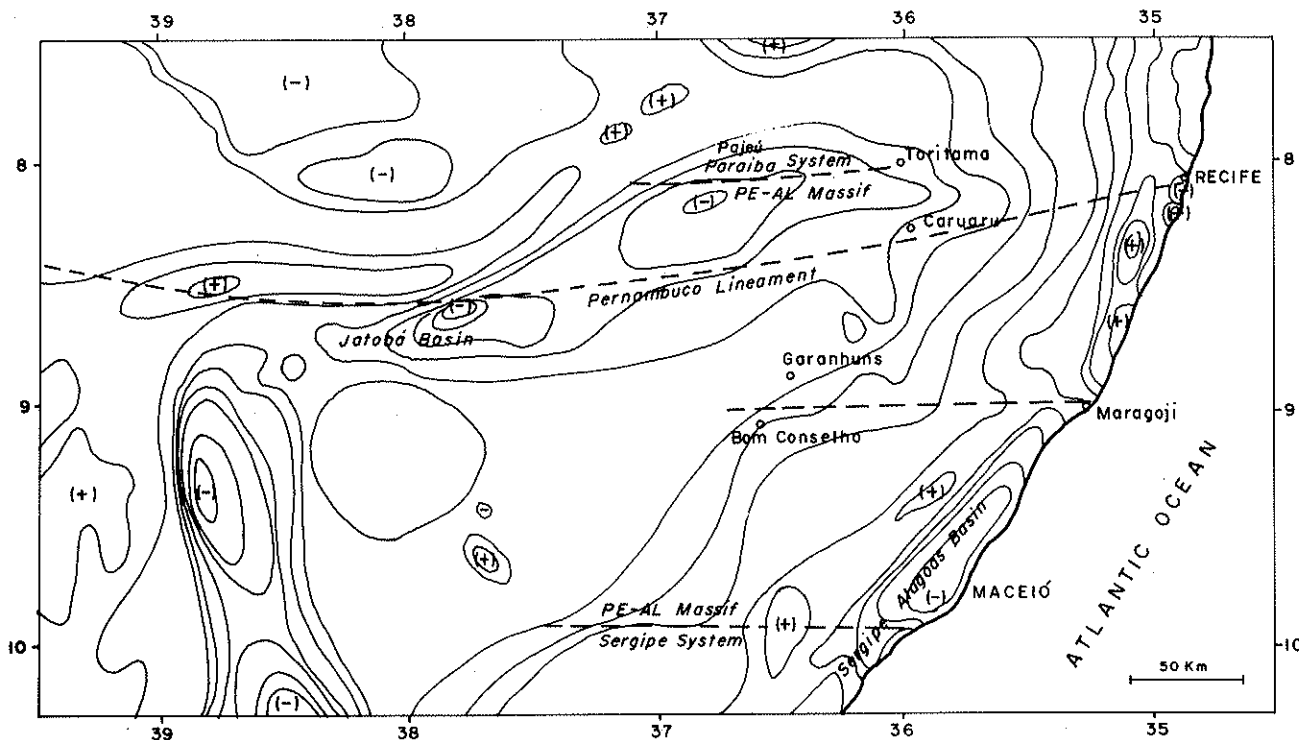 39 38 37 36 35
(+)
(-)
(+)
(+)
8
8
Pajeú
Paraiba System
Toritama
(-)
PE-AL Massif
RECIFE
(-)
Caruaru
(+)
(+)
Pernambuco Lineament
(-)
(+)
Jatobá Basin
Garanhuns
9
9
Maragoji
Bom Conselho
(+)
(-)
(+)
(-)
(+)
Sergipe Alagoas Basin
(-)
MACEIÓ
ATLANTIC OCEAN
PE-AL Massif
Sergipe System
(+)
10
10
50 Km
(-)
39 38 37 36 35